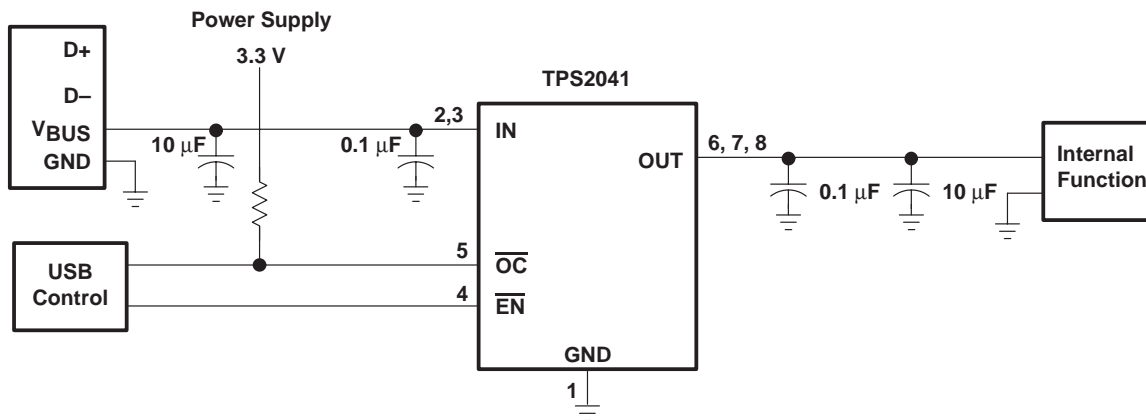 Power Supply
3.3 V
D+
D−
VBUS
GND
10 μF
0.1 μF
2,3
TPS2041
IN
OUT
6, 7, 8
0.1 μF
10 μF
Internal
Function
USB
Control
5
OC
4
EN
GND
1